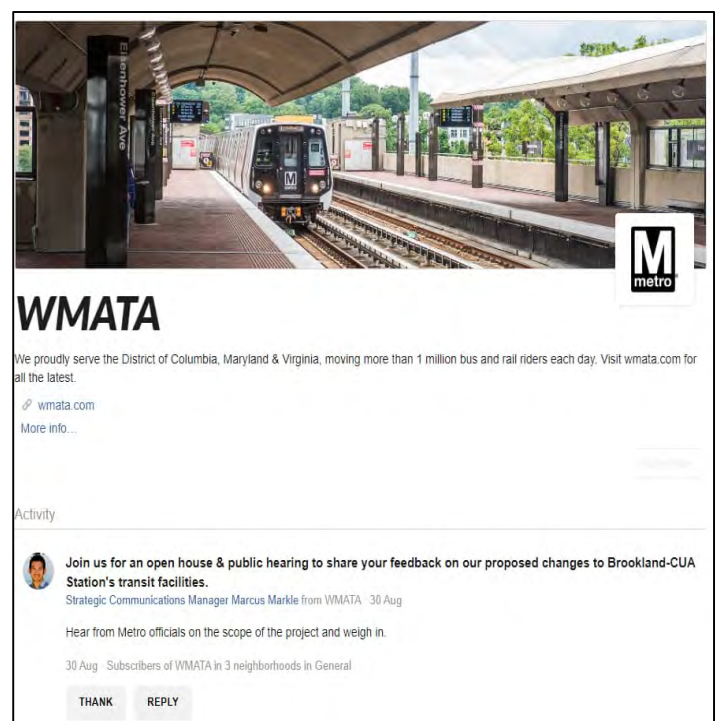 Eisenhower Ave
M
metro
WMATA
We proudly serve the District of Columbia, Maryland & Virginia, moving more than 1 million bus and rail riders each day. Visit wmata.com for
all the latest.
wmata.com
More info...
Activity
Join us for an open house & public hearing to share your feedback on our proposed changes to Brookland-CUA
Station's transit facilities.
Strategic Communications Manager Marcus Markle from WMATA · 30 Aug
Hear from Metro officials on the scope of the project and weigh in.
30 Aug · Subscribers of WMATA in 3 neighborhoods in General
THANK REPLY